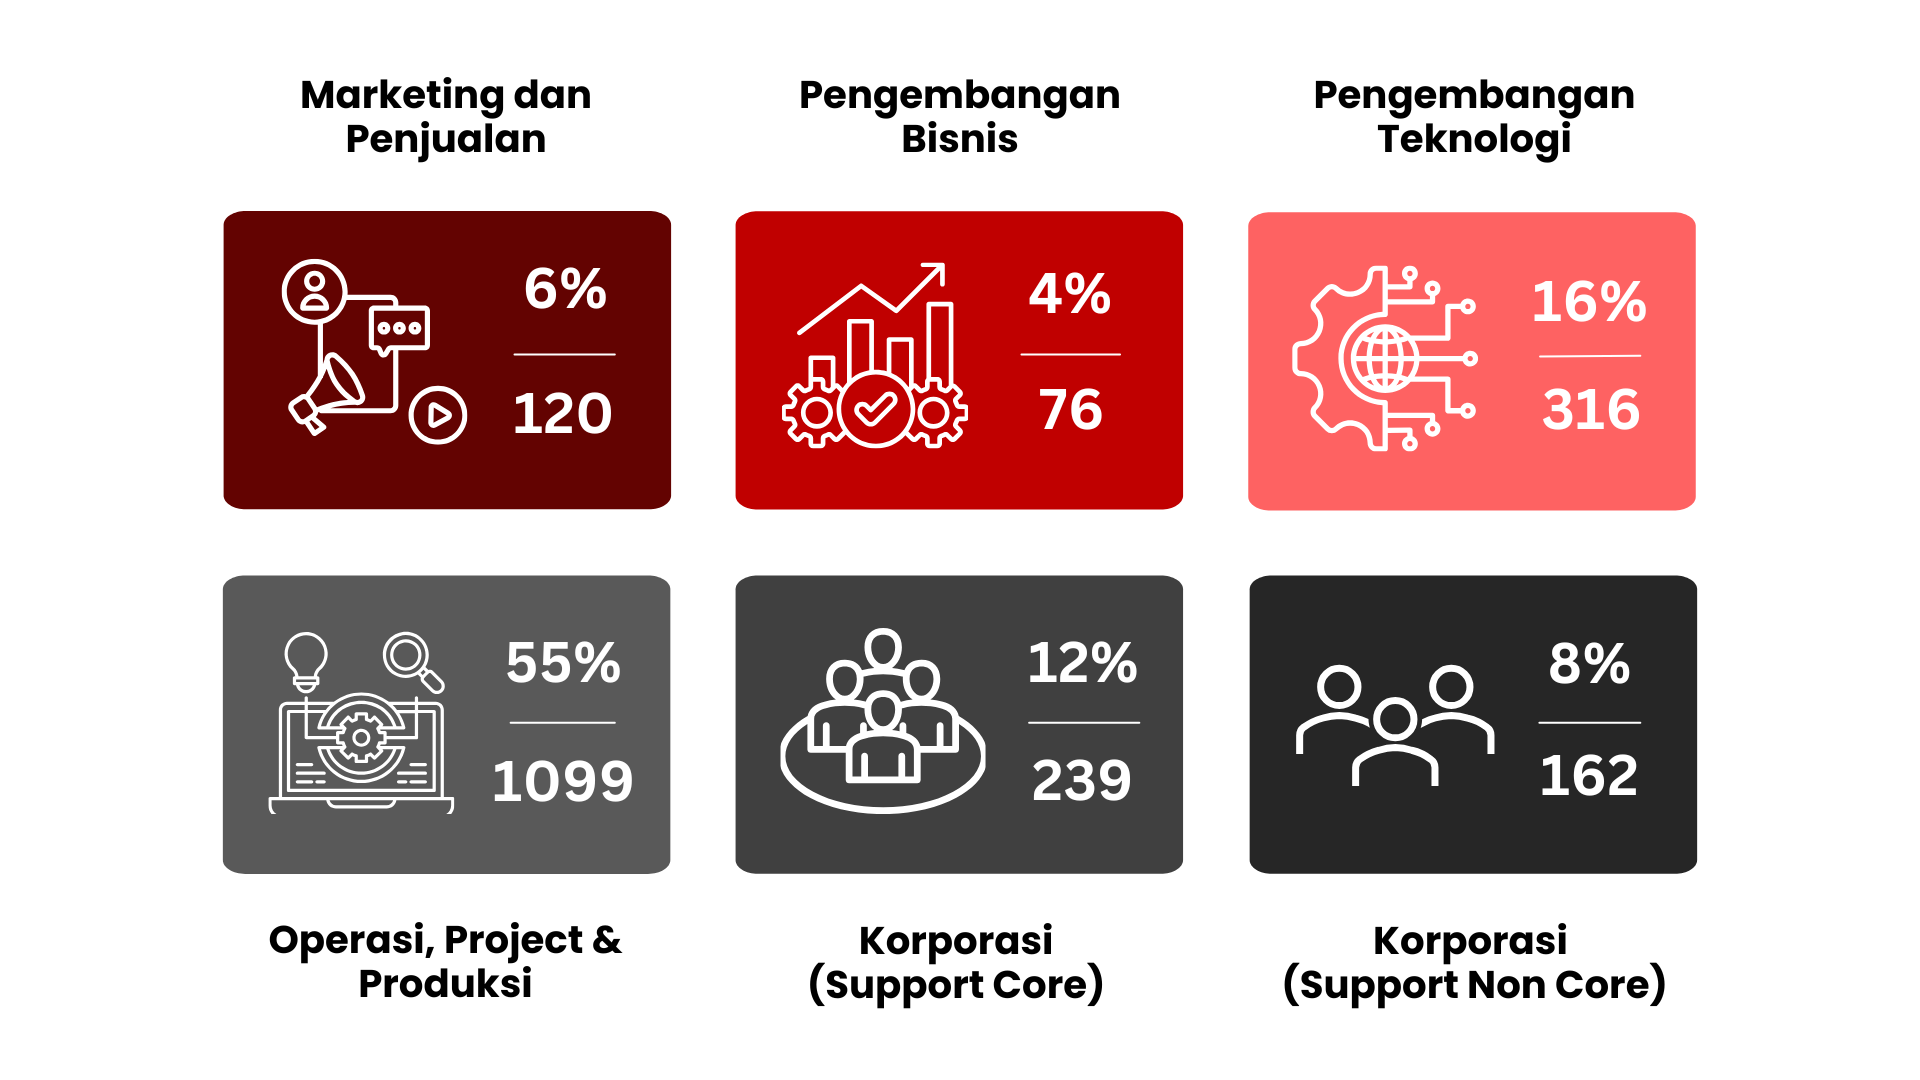 Marketing dan
Penjualan
6%
120
Pengembangan
Bisnis
4%
76
Pengembangan
Teknologi
16%
316
55%
1099
Operasi, Project &
Produksi
12%
239
Korporasi
(Support Core)
8%
162
Korporasi
(Support Non Core)